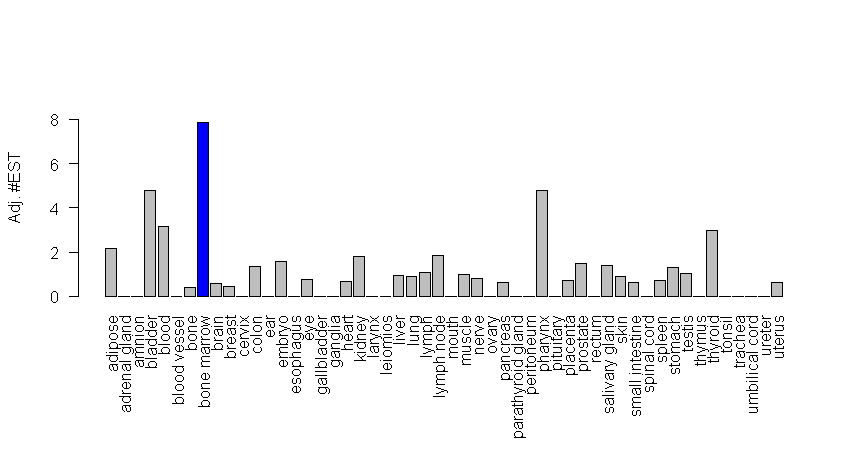 Adj. #EST
8
6
4
2
0
adipose
adrenal gland
amnion
bladder
blood
blood vessel
bone
bone marrow
brain
breast
cervix
colon
ear
embryo
esophagus
eye
gallbladder
ganglia
heart
kidney
larynx
leiomios
liver
lung
lymph
lymph node
mouth
muscle
nerve
ovary
pancreas
parathyroid gland
peritoneum
pharynx
pituitary
placenta
prostate
rectum
salivary gland
skin
small intestine
spinal cord
spleen
stomach
testis
thymus
thyroid
tonsil
trachea
umbilical cord
ureter
uterus